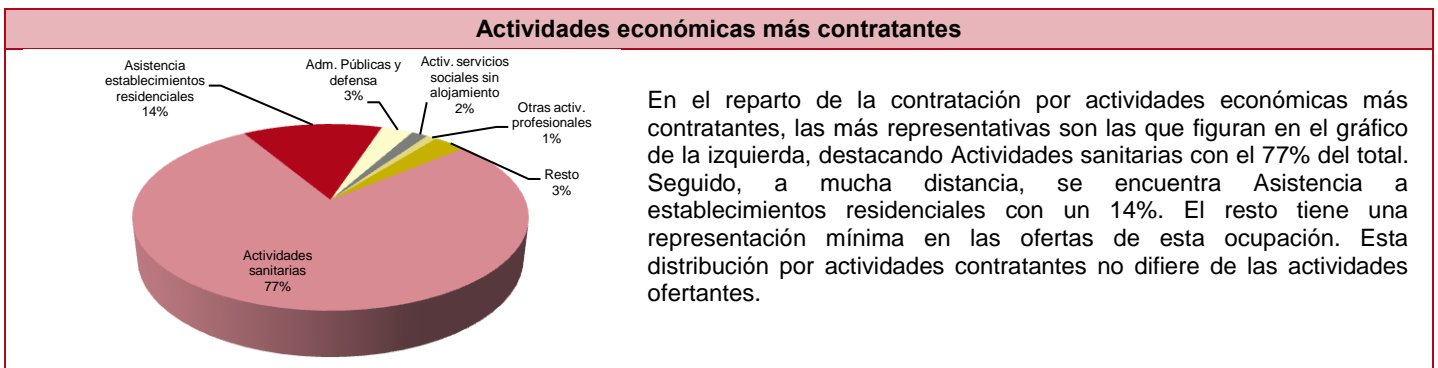 Actividades económicas más contratantes
Asistencia
establecimientos
residenciales
14%
Adm. Públicas y
defensa
3%
Activ. servicios
sociales sin
alojamiento
2%
Otras activ.
profesionales
1%
Resto
3%
Actividades
sanitarias
77%
En el reparto de la contratación por actividades económicas más
contratantes, las más representativas son las que figuran en el gráfico
de la izquierda, destacando Actividades sanitarias con el 77% del total.
Seguido, a mucha distancia, se encuentra Asistencia a
establecimientos residenciales con un 14%. El resto tiene una
representación mínima en las ofertas de esta ocupación. Esta
distribución por actividades contratantes no difiere de las actividades
ofertantes.